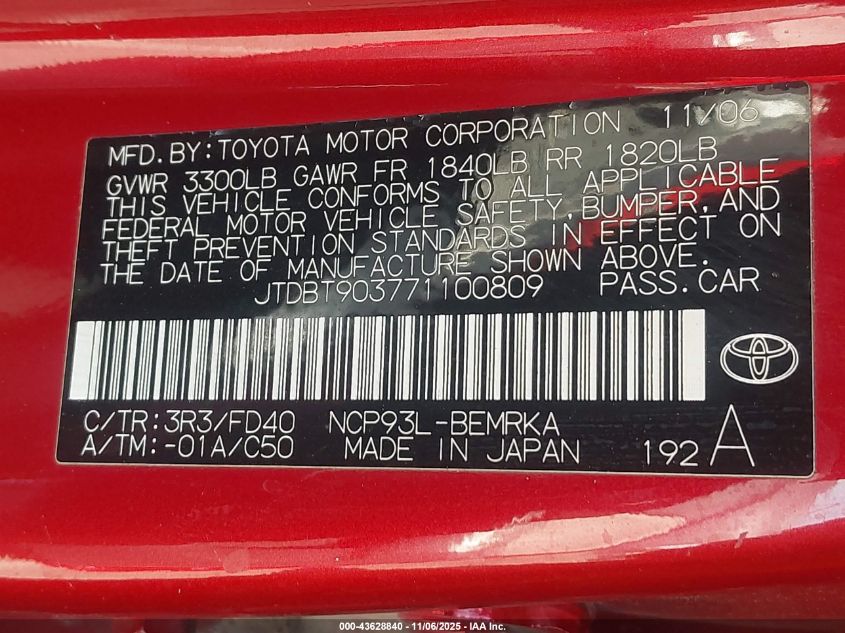 MFD.BY:TOYOTA MOTOR CORPORATION 11/06
GVWR 3300LB GAWR FR 1840LB RR 1820LB
THIS VEHICLE CONFORMS TO ALL APPLICABLE
FEDERAL MOTOR VEHICLE SAFETY,BUMPER,AND
THEFT PREVENTION STANDARDS IN EFFECT ON
THE DATE OF MANUFACTURE SHOWN ABOVE.
JTDBT903771100809 PASS.CAR
C/TR:3R3/FD40 NCP93L-BEMRKA
A/TM:-01A/C50 MADE IN JAPAN 192 A
000-43628840 - 11/06/2025 - IAA Inc.